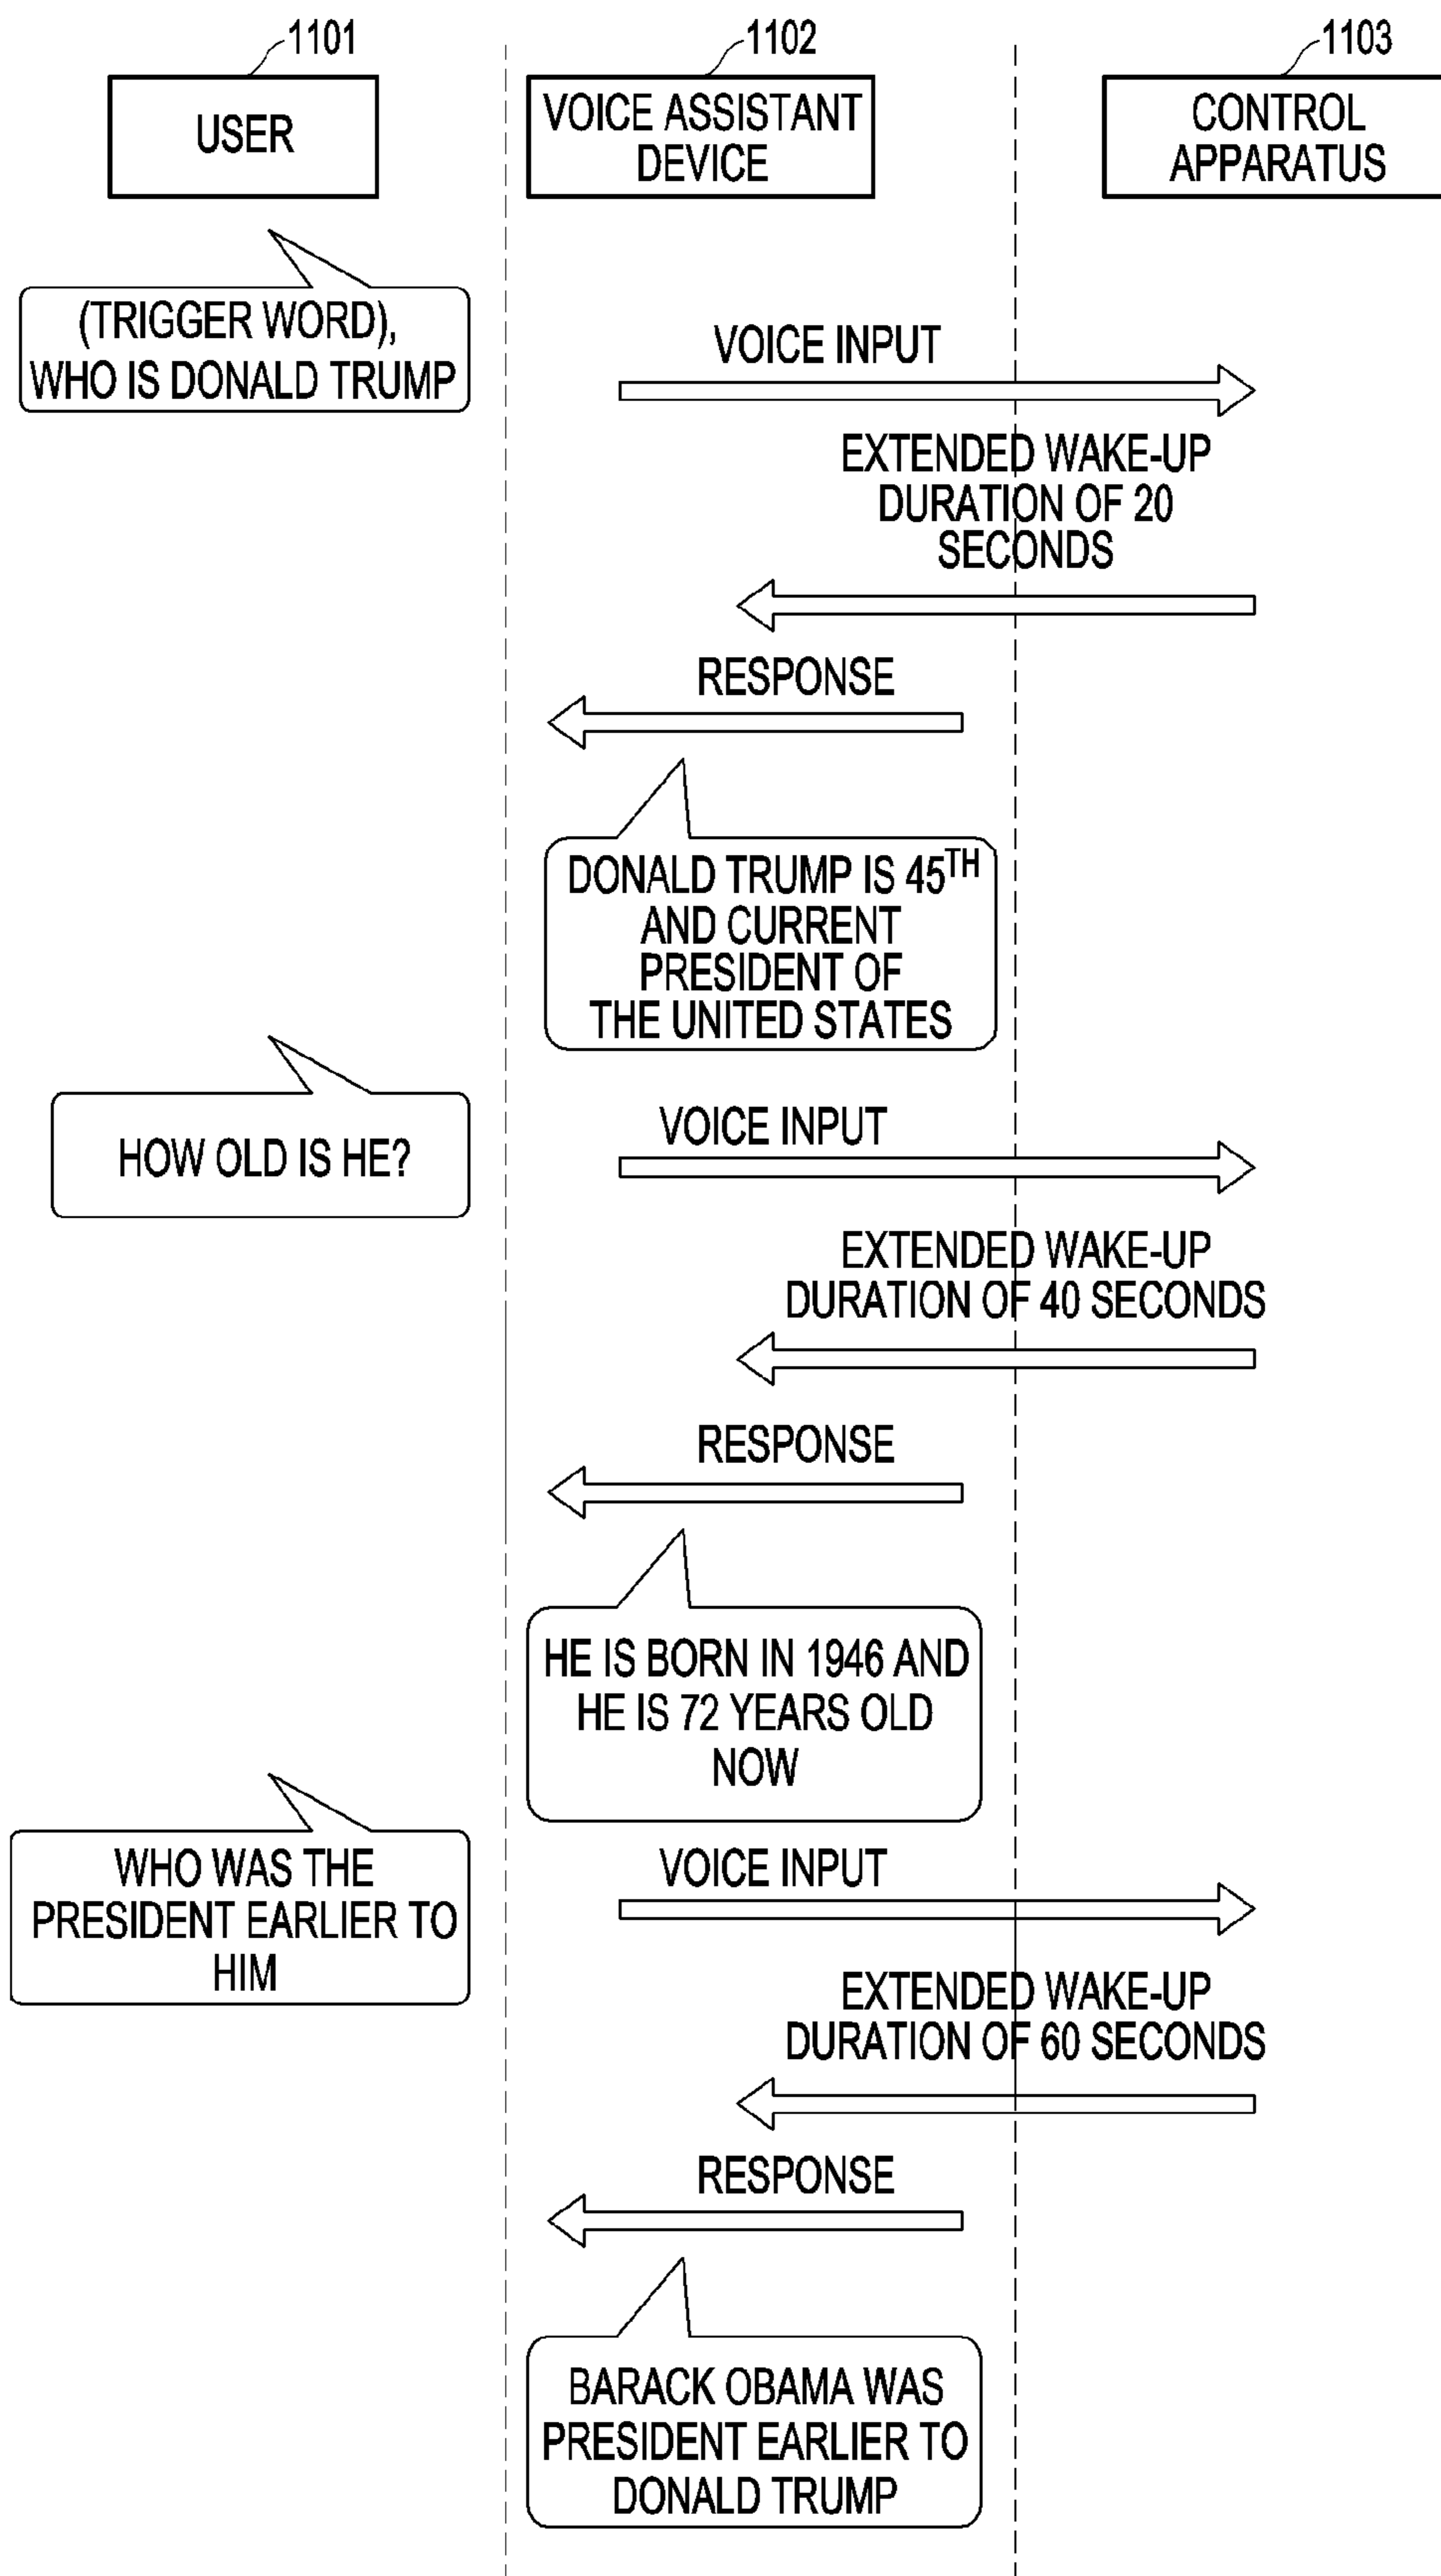 1101
1102
1103
USER
VOICE ASSISTANT
DEVICE
CONTROL
APPARATUS
(TRIGGER WORD),
WHO IS DONALD TRUMP
VOICE INPUT
EXTENDED WAKE-UP
DURATION OF 20
SECONDS
RESPONSE
DONALD TRUMP IS 45TH
AND CURRENT
PRESIDENT OF
THE UNITED STATES
HOW OLD IS HE?
VOICE INPUT
EXTENDED WAKE-UP
DURATION OF 40 SECONDS
RESPONSE
HE IS BORN IN 1946 AND
HE IS 72 YEARS OLD
NOW
WHO WAS THE
PRESIDENT EARLIER TO
HIM
VOICE INPUT
EXTENDED WAKE-UP
DURATION OF 60 SECONDS
RESPONSE
BARACK OBAMA WAS
PRESIDENT EARLIER TO
DONALD TRUMP